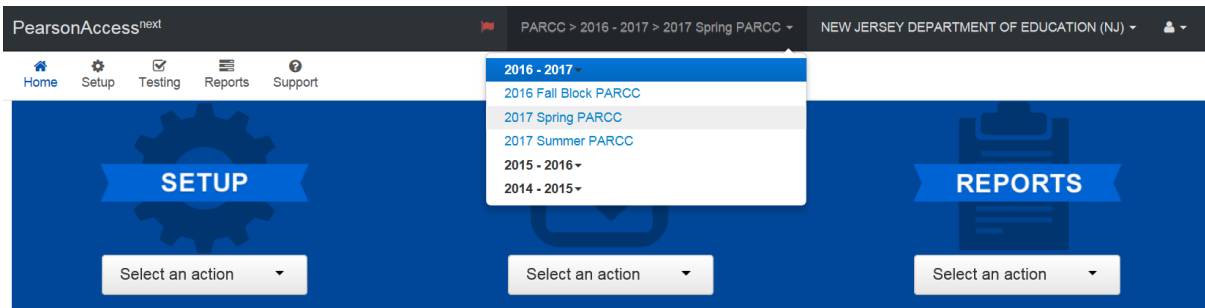 PearsonAccessnext
PARCC > 2016 - 2017 > 2017 Spring PARCC
NEW JERSEY DEPARTMENT OF EDUCATION (NJ)
Home
Setup
Testing
Reports
Support
2016 - 2017
2016 Fall Block PARCC
2017 Spring PARCC
2017 Summer PARCC
2015 - 2016
2014 - 2015
SETUP
REPORTS
Select an action
Select an action
Select an action